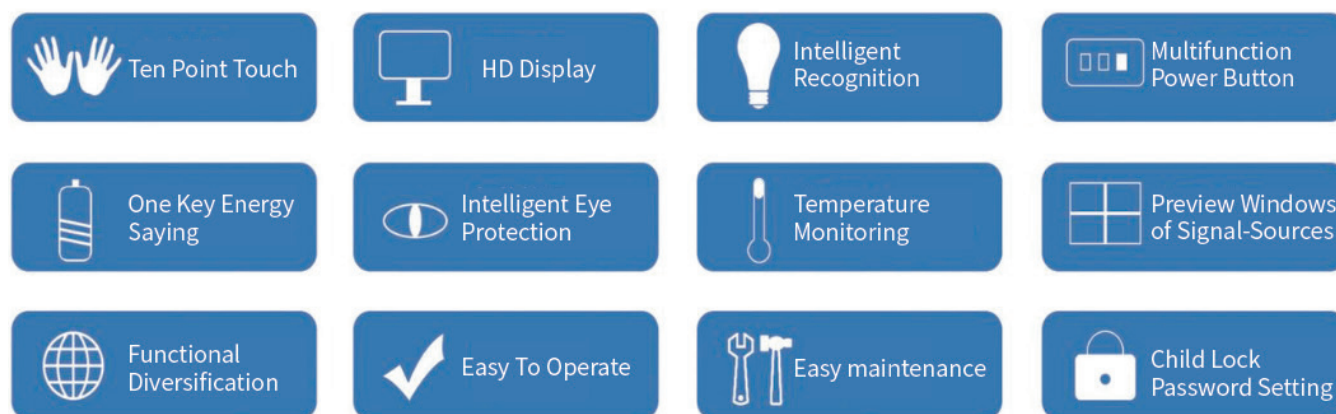 Ten Point Touch
HD Display
Intelligent
Recognition
Multifunction
Power Button
One Key Energy
Saying
Intelligent Eye
Protection
Temperature
Monitoring
Preview Windows
of Signal-Sources
Functional
Diversification
Easy To Operate
Easy maintenance
Child Lock
Password Setting